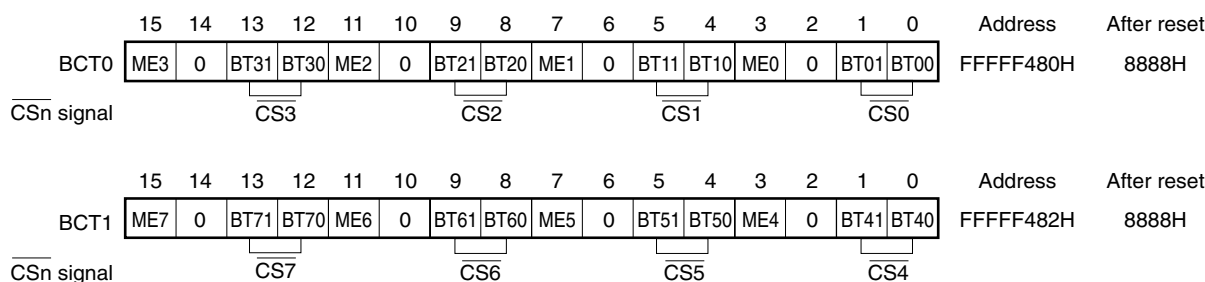 15 14 13 12 11 10 9 8 7 6 5 4 3 2 1 0 Address After reset
BCT0 ME3 0 BT31 BT30 ME2 0 BT21 BT20 ME1 0 BT11 BT10 ME0 0 BT01 BT00 FFFFF480H 8888H
CSn signal CS3 CS2 CS1 CS0
15 14 13 12 11 10 9 8 7 6 5 4 3 2 1 0 Address After reset
BCT1 ME7 0 BT71 BT70 ME6 0 BT61 BT60 ME5 0 BT51 BT50 ME4 0 BT41 BT40 FFFFF482H 8888H
CSn signal CS7 CS6 CS5 CS4